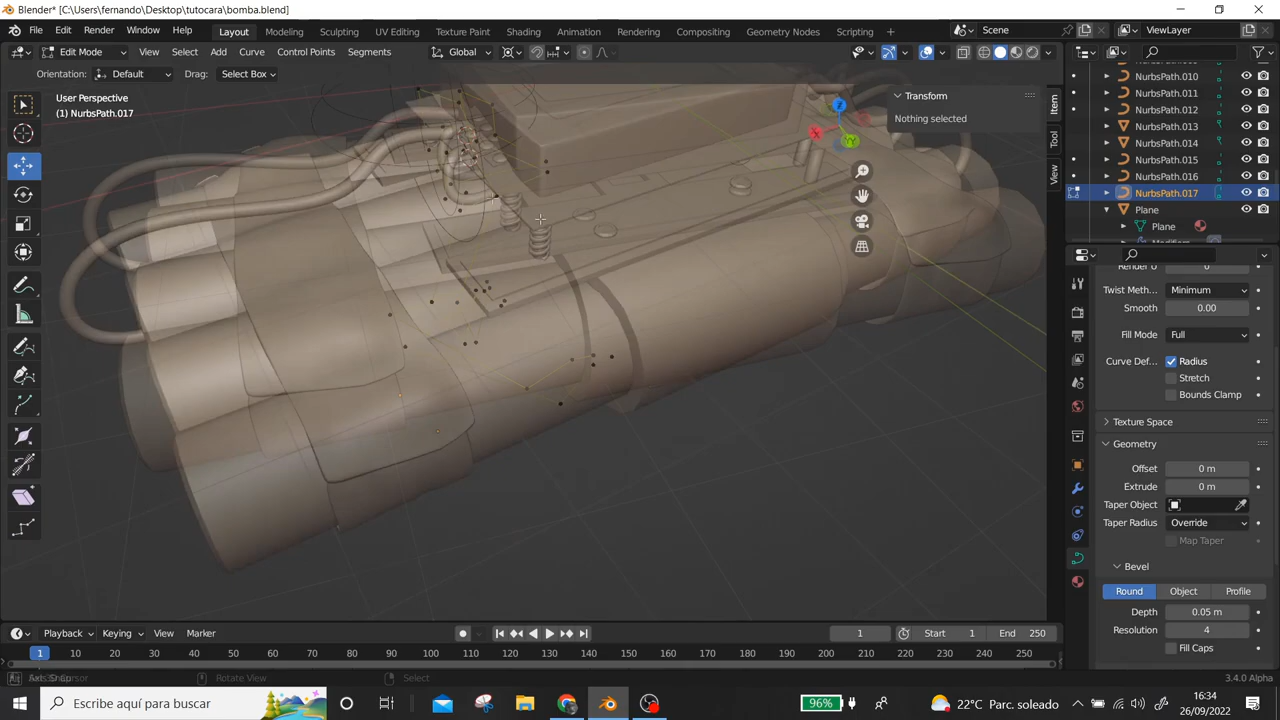 Blender* [C:\Users\fernando\Desktop\tutocara\bomba.blend]
File Edit Render Window Help Layout Modeling Sculpting UV Editing Texture Paint Shading Animation Rendering Compositing Geometry Nodes Scripting + Scene ViewLayer
Edit Mode View Select Add Curve Control Points Segments Global
Orientation: Default Drag: Select Box
User Perspective
(1) NurbsPath.017
Transform
Nothing selected
Item
Tool
View
X
Y
Z
NurbsPath.010
NurbsPath.011
NurbsPath.012
NurbsPath.013
NurbsPath.014
NurbsPath.015
NurbsPath.016
NurbsPath.017
Plane
Plane
Twist Meth... Minimum
Smooth 0.00
Fill Mode Full
Curve Def... Radius
Stretch
Bounds Clamp
Texture Space
Geometry
Offset 0 m
Extrude 0 m
Taper Object
Taper Radius Override
Map Taper
Bevel
Round Object Profile
Depth 0.05 m
Resolution 4
Fill Caps
Playback Keying View Marker 1 Start 1 End 250
1 10 20 30 40 50 60 70 80 90 100 110 120 130 140 150 160 170 180 190 200 210 220 230 240 250
Axis Snap Rotate View Select 3.4.0 Alpha
Escribe aquí para buscar 96% 22°C Parc. soleado 16:34
26/09/2022